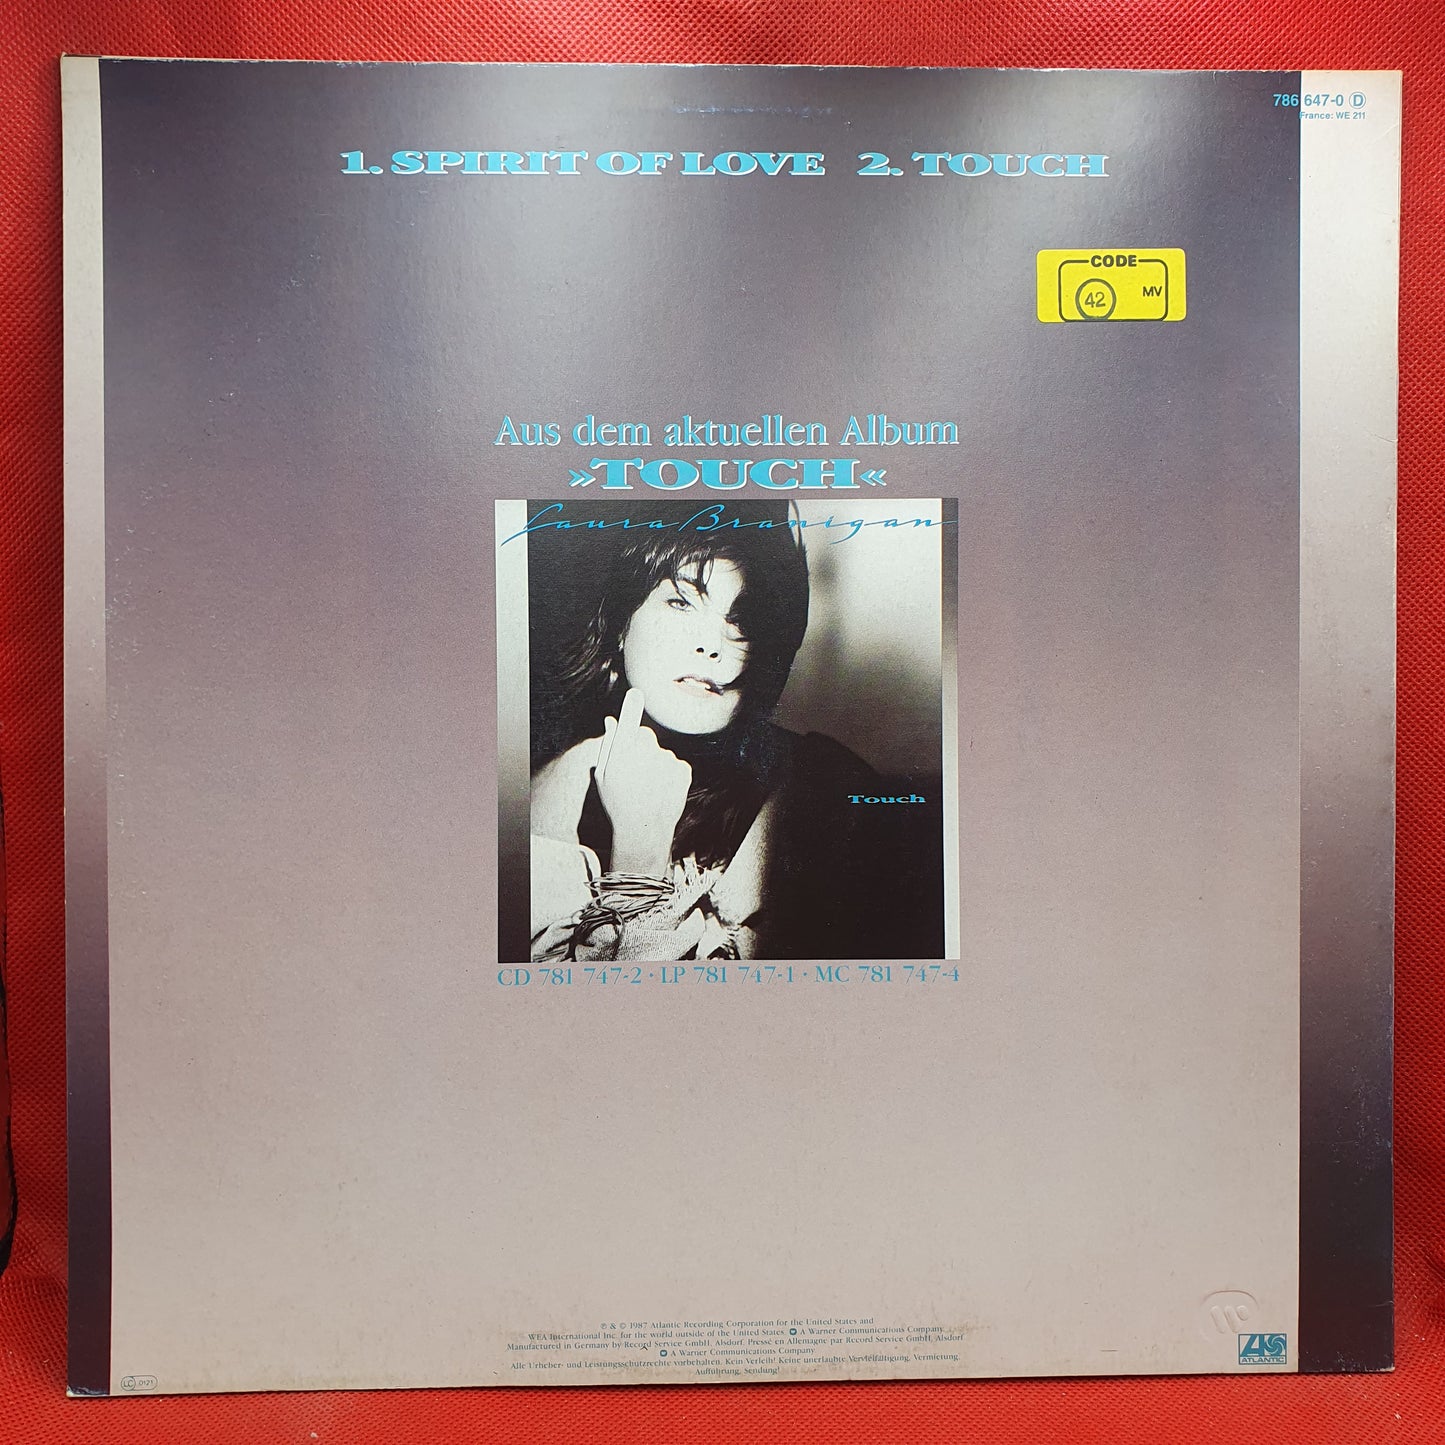 786 647-0 D
France: WE 211
1. SPIRIT OF LOVE 2. TOUCH
CODE
42 MV
Aus dem aktuellen Album
»TOUCH«
Laura Branigan
Touch
CD 781 747-2 · LP 781 747-1 · MC 781 747-4
℗ & © 1987 Atlantic Recording Corporation for the United States and
WEA International Inc. for the world outside of the United States. A Warner Communications Company.
Manufactured in Germany by Record Service GmbH, Alsdorf. Pressé en Allemagne par Record Service GmbH, Alsdorf
A Warner Communications Company.
Alle Urheber- und Leistungsschutzrechte vorbehalten. Kein Verleih! Keine unerlaubte Vervielfältigung, Vermietung,
Aufführung, Sendung!
LC 0121
ATLANTIC